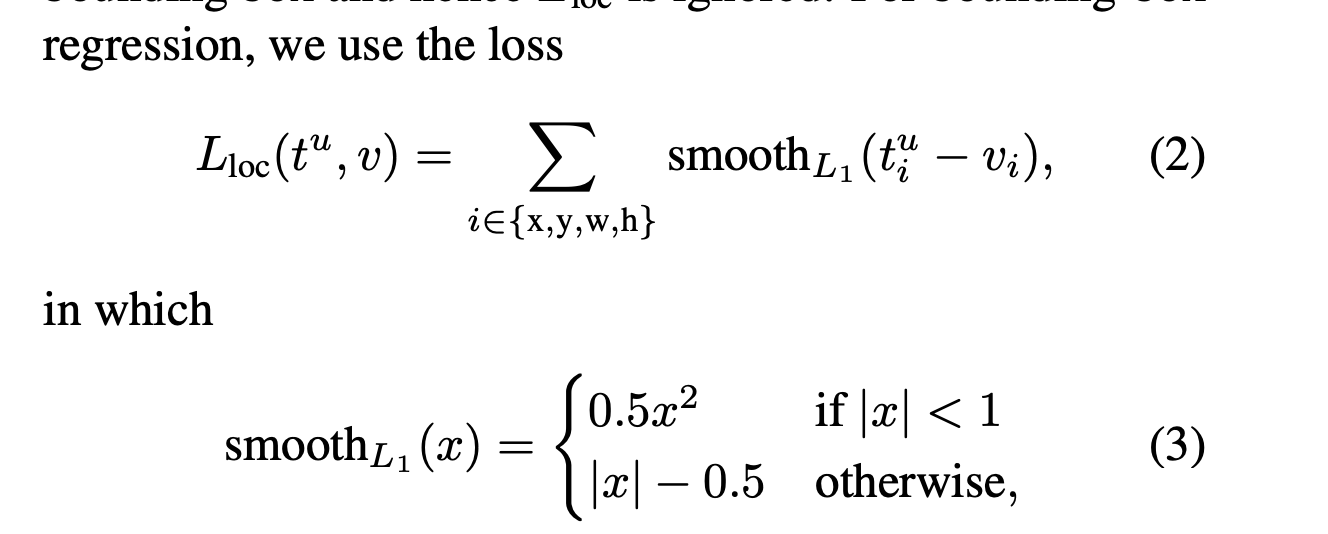 regression, we use the loss
L_loc(t^u, v) = ∑_{i∈{x,y,w,h}} smooth_{L_1}(t_i^u − v_i), (2)
in which
smooth_{L_1}(x) = { 0.5x^2 if |x| < 1
|x| − 0.5 otherwise, (3)